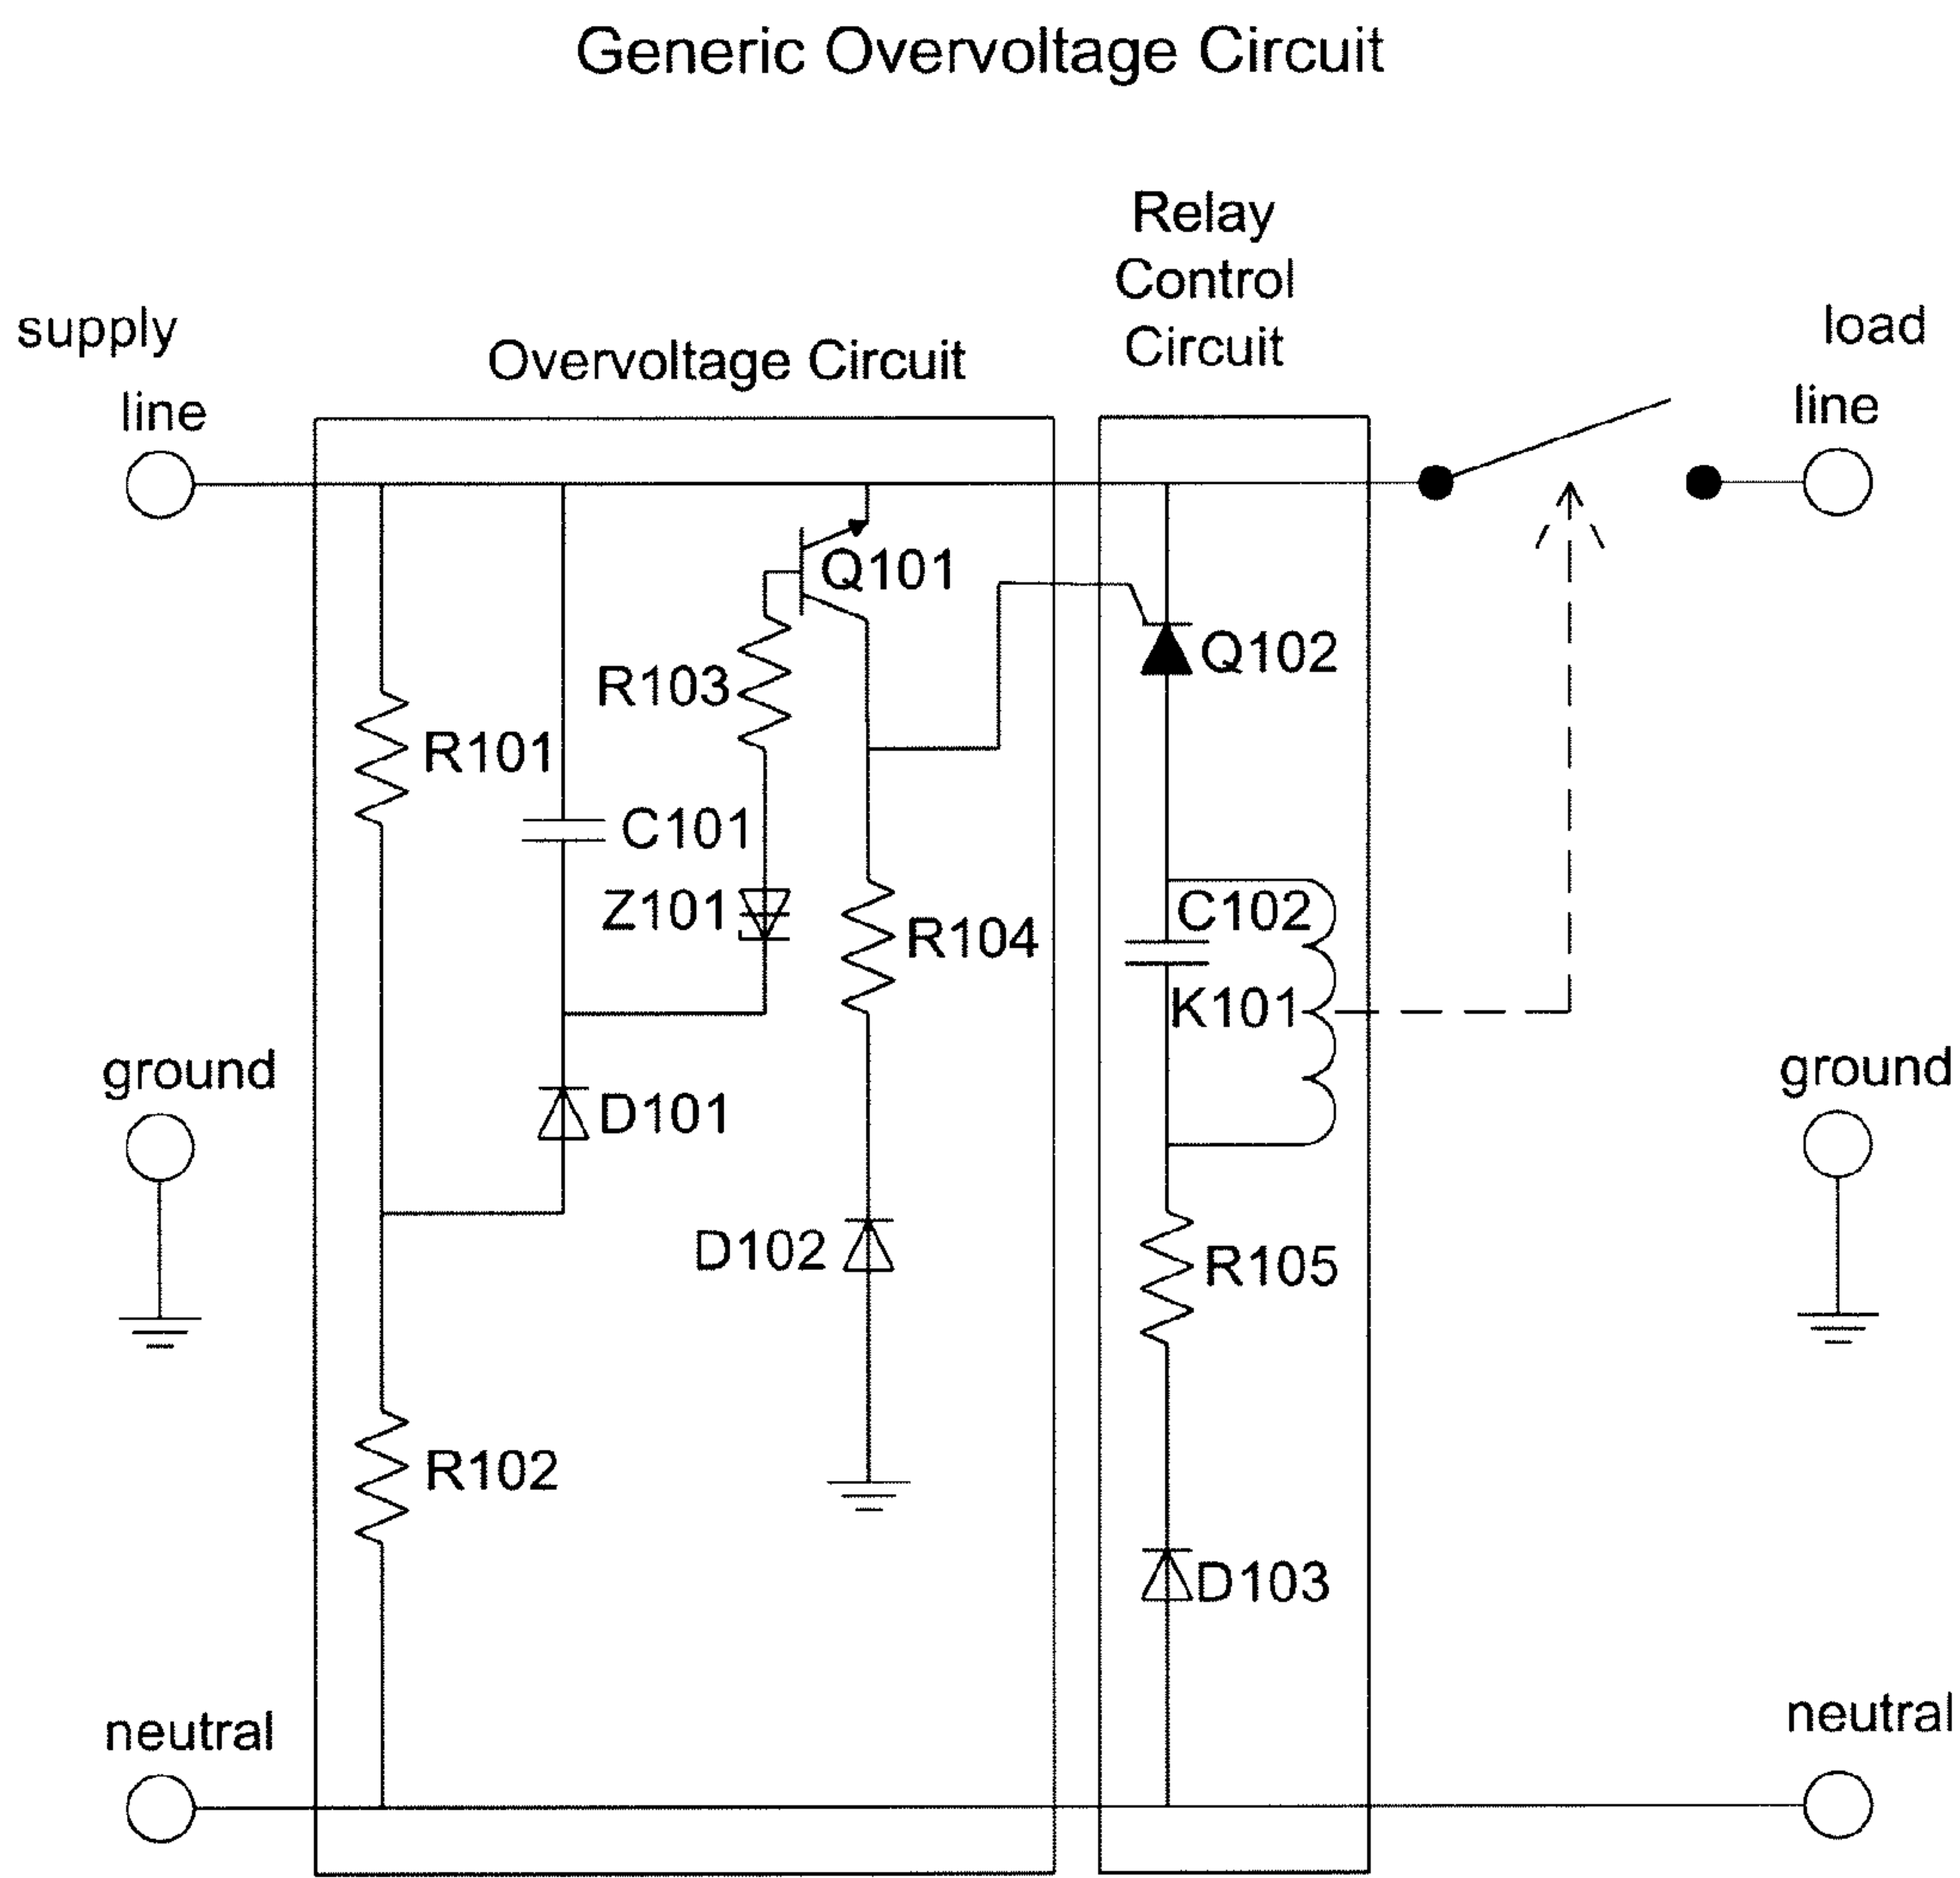 Generic Overvoltage Circuit
Relay
Control
Circuit
supply
line
Overvoltage Circuit
load
line
Q101
Q102
R103
R101
C101
Z101
R104
C102
K101
ground
D101
ground
D102
R105
R102
D103
neutral
neutral